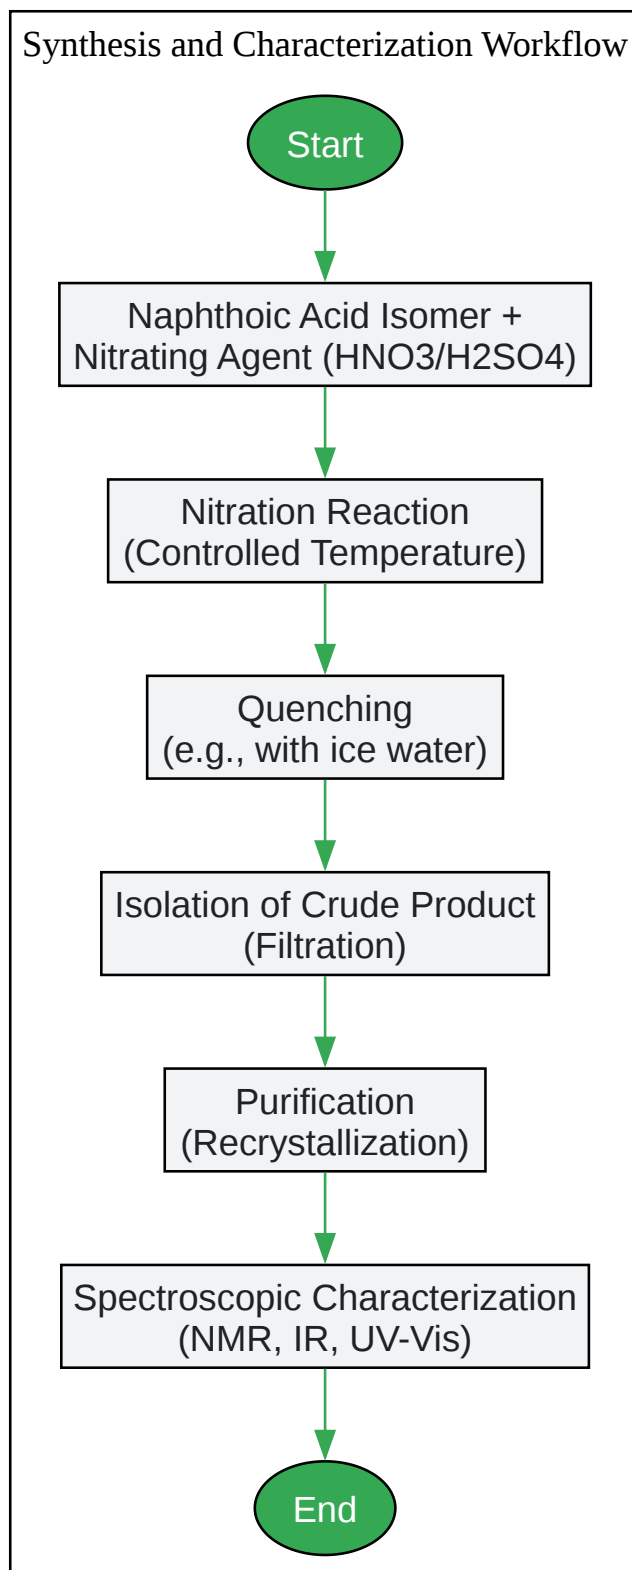 Synthesis and Characterization Workflow
Start
Naphthoic Acid Isomer +
Nitrating Agent (HNO3/H2SO4)
Nitration Reaction
(Controlled Temperature)
Quenching
(e.g., with ice water)
Isolation of Crude Product
(Filtration)
Purification
(Recrystallization)
Spectroscopic Characterization
(NMR, IR, UV-Vis)
End